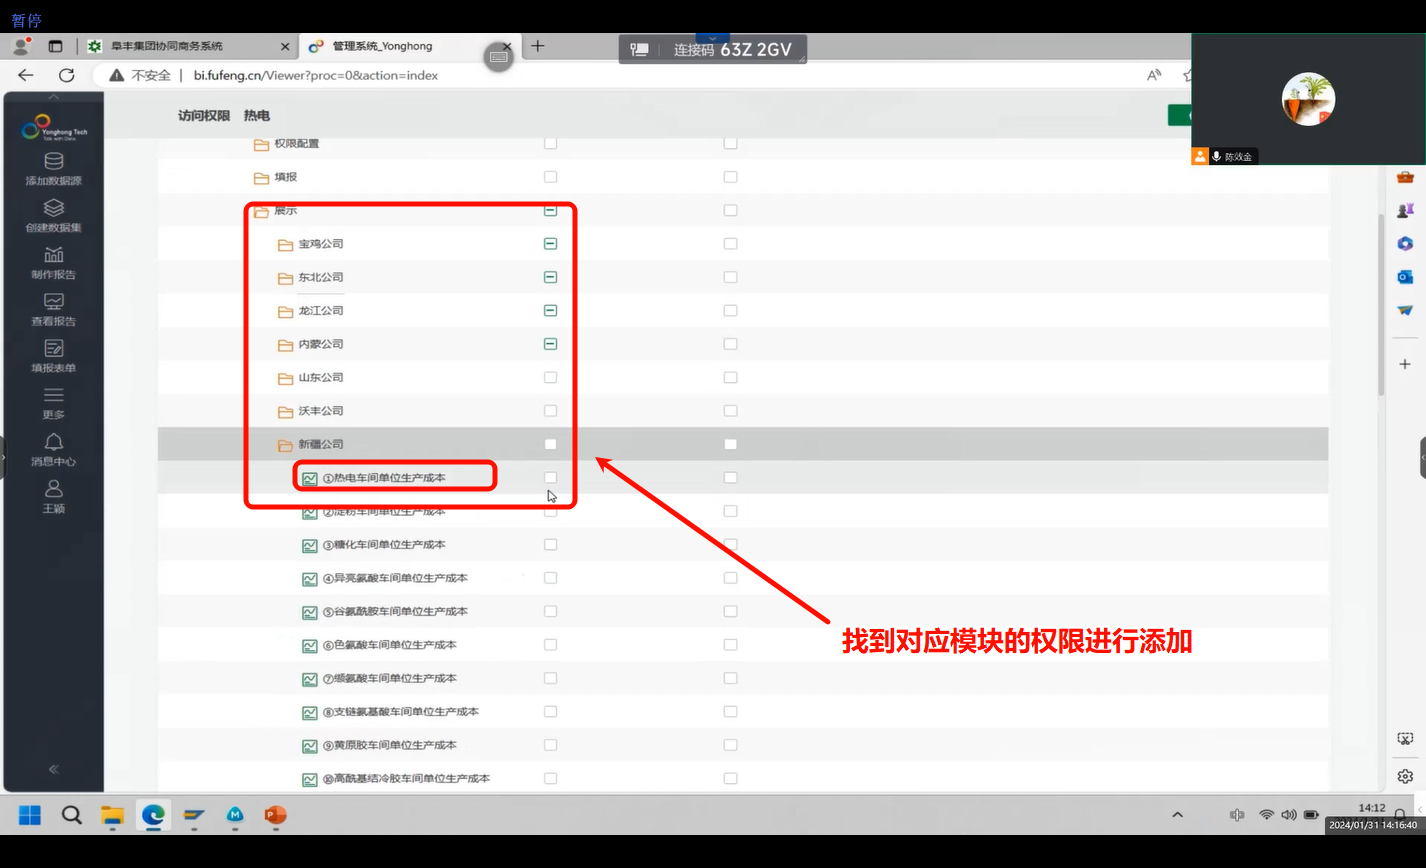 暂停
阜丰集团协同商务系统
管理系统_Yonghong
连接码 63Z 2GV
不安全
bi.fufeng.cn/Viewer?proc=0&action=index
陈效金
Yonghong Tech
访问权限 热电
添加数据源
创建数据集
制作报告
查看报告
填报表单
更多
消息中心
王颖
权限配置
填报
展示
宝鸡公司
东北公司
龙江公司
内蒙公司
山东公司
沃丰公司
新疆公司
①热电车间单位生产成本
②淀粉车间单位生产成本
③糖化车间单位生产成本
④异亮氨酸车间单位生产成本
⑤谷氨酰胺车间单位生产成本
⑥色氨酸车间单位生产成本
⑦缬氨酸车间单位生产成本
⑧支链氨基酸车间单位生产成本
⑨黄原胶车间单位生产成本
⑩高酰基结冷胶车间单位生产成本
找到对应模块的权限进行添加
14:12
2024/01/31 14:16:40